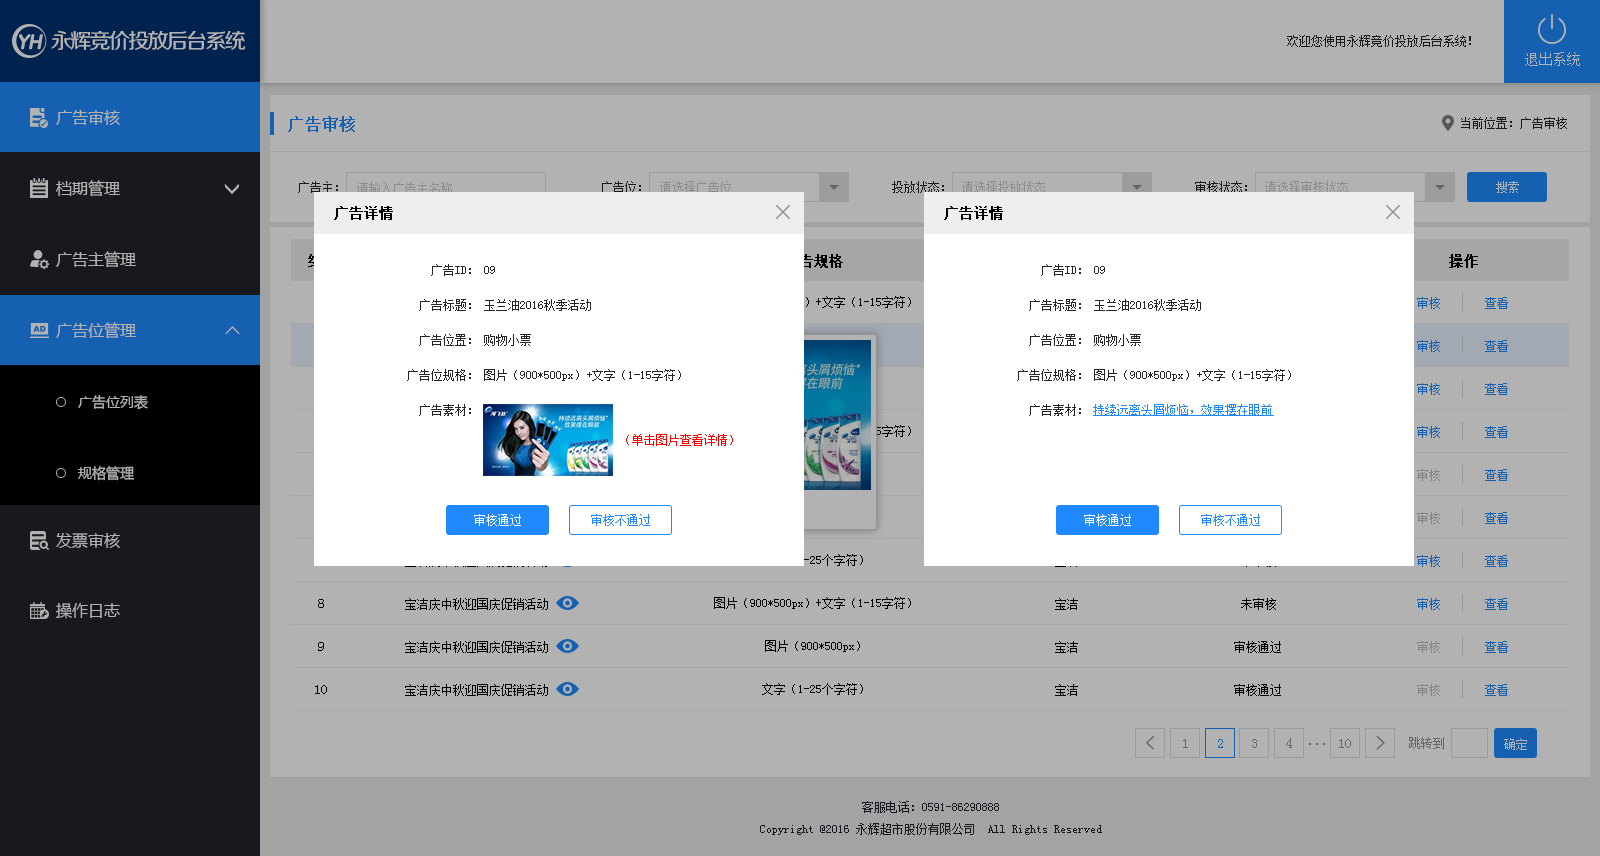 YH 永辉竞价投放后台系统
欢迎您使用永辉竞价投放后台系统!
退出系统
广告审核
档期管理
广告主管理
AD 广告位管理
广告位列表
规格管理
发票审核
操作日志
广告审核
当前位置: 广告审核
广告主: 请输入广告主名称 广告位: 请选择广告位 投放状态: 请选择投放状态 审核状态: 请选择审核状态 搜索
告规格 操作
)+文字(1-15字符) 审核 查看
审核 查看
审核 查看
5字符) 审核 查看
审核 查看
审核 查看
-25个字符) 审核 查看
广告详情
广告ID: 09
广告标题: 玉兰油2016秋季活动
广告位置: 购物小票
广告位规格: 图片(900*500px)+文字(1-15字符)
广告素材:
持续远离头屑烦恼"
效果摆在眼前
(单击图片查看详情)
审核通过 审核不通过
离头屑烦恼"
摆在眼前
广告详情
广告ID: 09
广告标题: 玉兰油2016秋季活动
广告位置: 购物小票
广告位规格: 图片(900*500px)+文字(1-15字符)
广告素材: 持续远离头屑烦恼，效果摆在眼前
审核通过 审核不通过
8 宝洁庆中秋迎国庆促销活动 图片(900*500px)+文字(1-15字符) 宝洁 未审核 审核 查看
9 宝洁庆中秋迎国庆促销活动 图片(900*500px) 宝洁 审核通过 审核 查看
10 宝洁庆中秋迎国庆促销活动 文字(1-25个字符) 宝洁 审核通过 审核 查看
1 2 3 4 ... 10 跳转到 确定
客服电话: 0591-86290888
Copyright @2016 永辉超市股份有限公司 All Rights Reserved